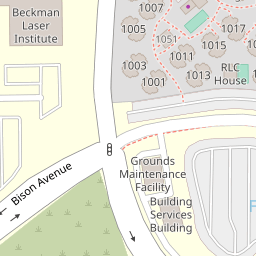 Beckman
Laser
Institute
1007
1017
1005
1051
1015
1011
1003
1001
1013
RLC
House
Bison Avenue
Grounds
Maintenance
Facility
Building
Services
Building